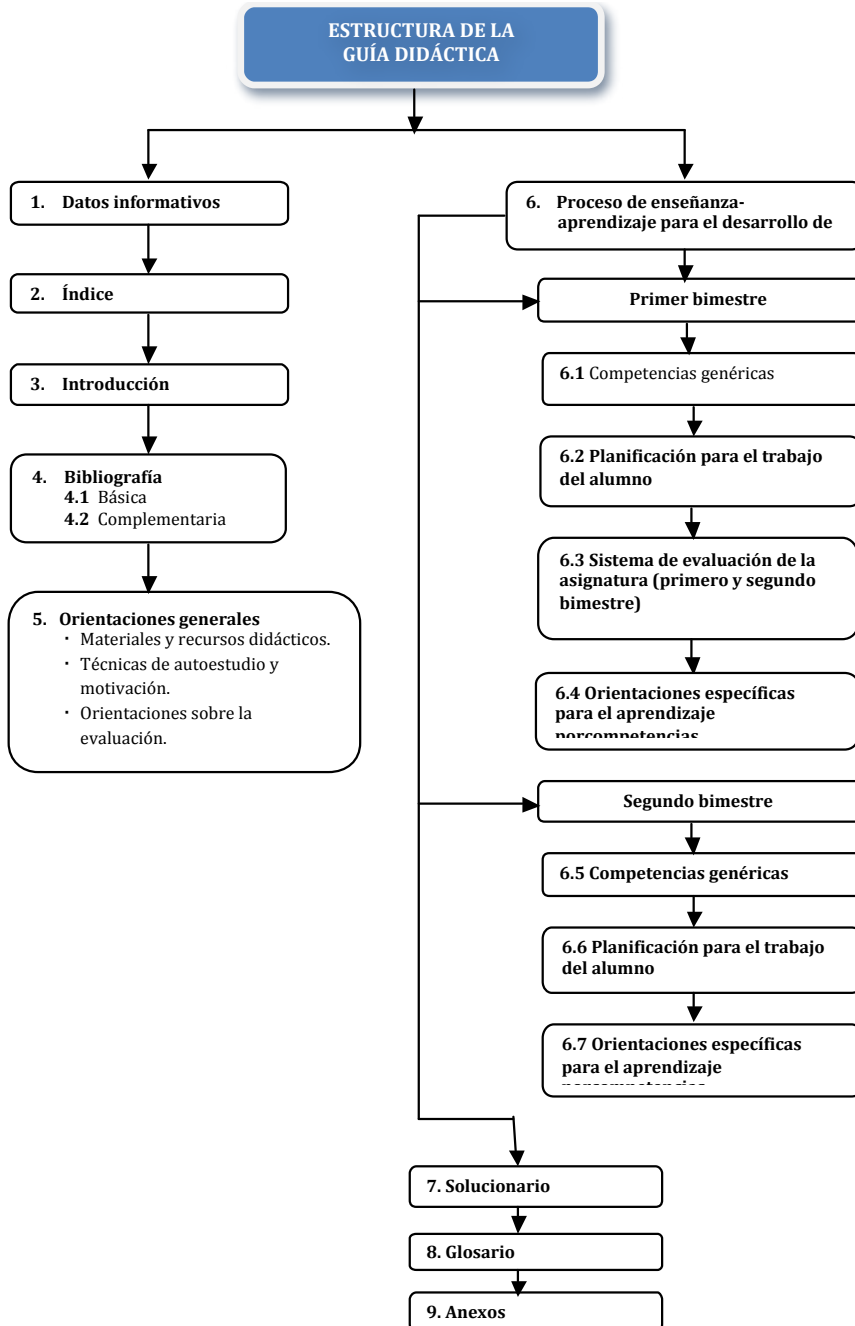 ESTRUCTURA DE LA
GUÍA DIDÁCTICA
1. Datos informativos
2. Índice
3. Introducción
4. Bibliografía
4.1 Básica
4.2 Complementaria
5. Orientaciones generales
· Materiales y recursos didácticos.
· Técnicas de autoestudio y
motivación.
· Orientaciones sobre la
evaluación.
6. Proceso de enseñanza-
aprendizaje para el desarrollo de
Primer bimestre
6.1 Competencias genéricas
6.2 Planificación para el trabajo
del alumno
6.3 Sistema de evaluación de la
asignatura (primero y segundo
bimestre)
6.4 Orientaciones específicas
para el aprendizaje
porcompetencias
Segundo bimestre
6.5 Competencias genéricas
6.6 Planificación para el trabajo
del alumno
6.7 Orientaciones específicas
para el aprendizaje
7. Solucionario
8. Glosario
9. Anexos